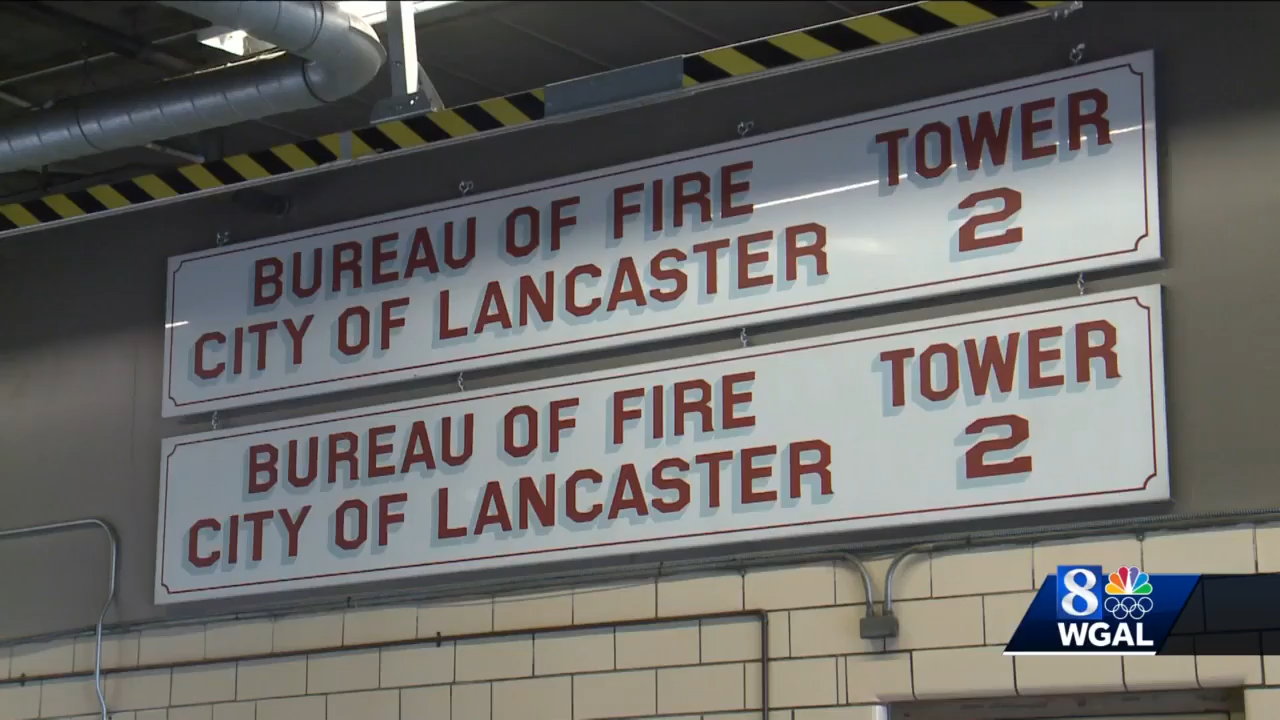 BUREAU OF FIRE TOWER
CITY OF LANCASTER 2
BUREAU OF FIRE TOWER
CITY OF LANCASTER 2
8
WGAL